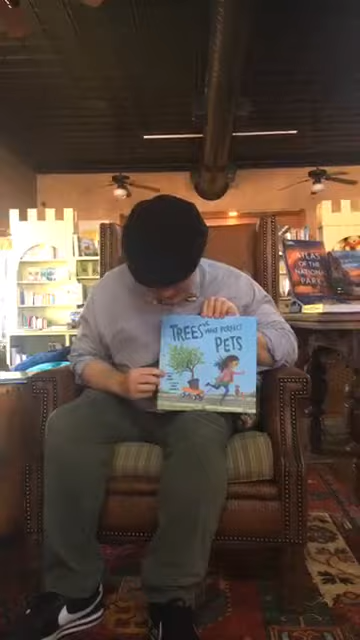 TREES
MAKE PERFECT
PETS
ATLAS
OF THE
NATIONAL
PARKS